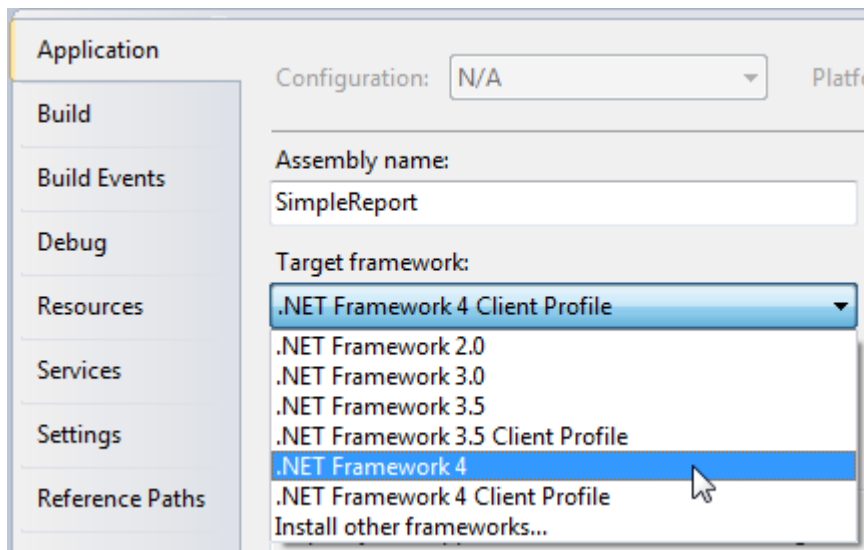 Application
Build
Build Events
Debug
Resources
Services
Settings
Reference Paths
Configuration: N/A
Assembly name:
SimpleReport
Target framework:
.NET Framework 4 Client Profile
.NET Framework 2.0
.NET Framework 3.0
.NET Framework 3.5
.NET Framework 3.5 Client Profile
.NET Framework 4
.NET Framework 4 Client Profile
Install other frameworks...